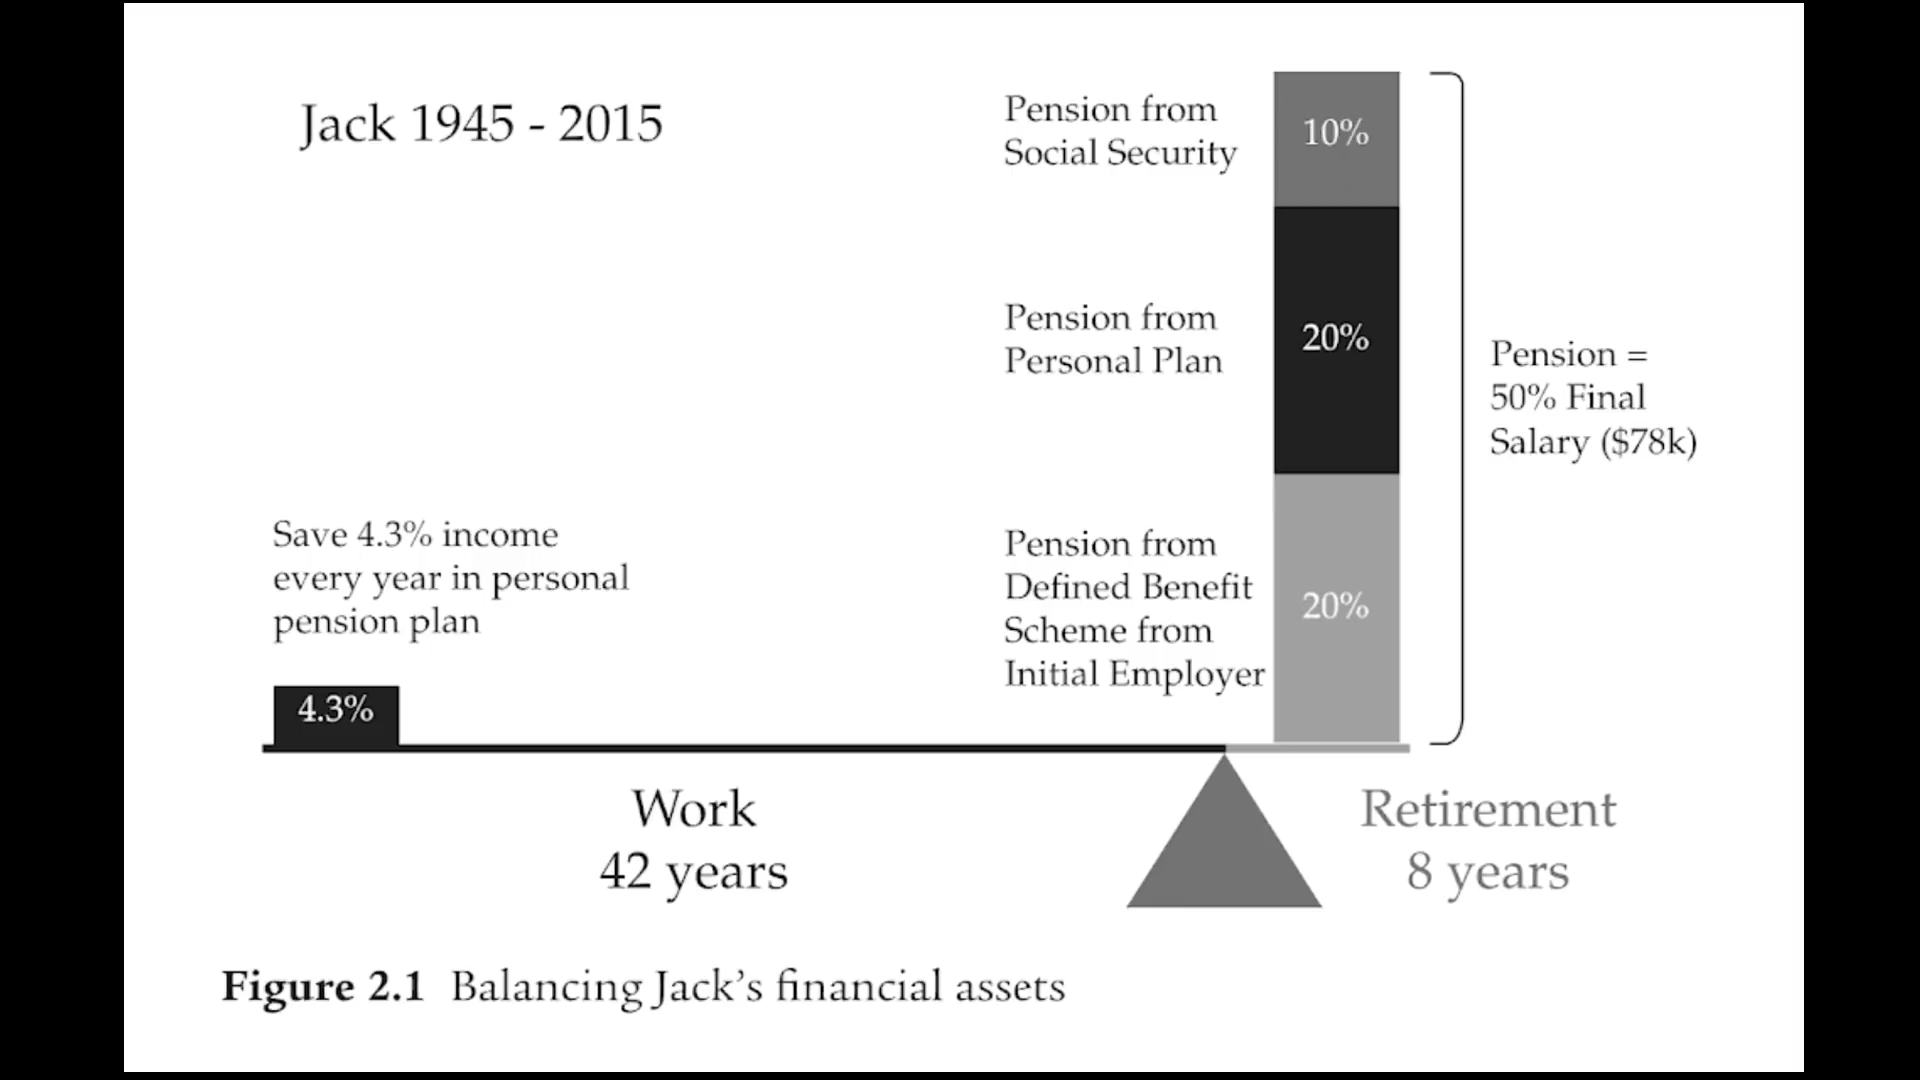 Jack 1945 - 2015
Pension from
Social Security
10%
Pension from
Personal Plan
20%
Pension =
50% Final
Salary ($78k)
Save 4.3% income
every year in personal
pension plan
4.3%
Pension from
Defined Benefit
Scheme from
Initial Employer
20%
Work
42 years
Retirement
8 years
Figure 2.1 Balancing Jack’s financial assets